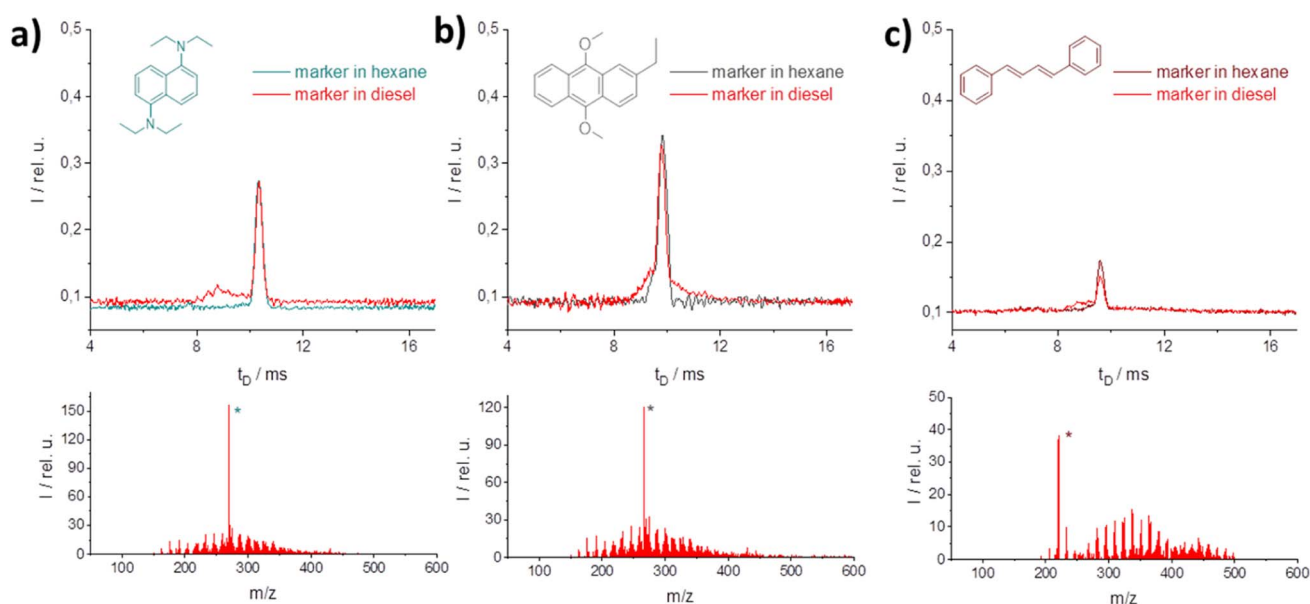 a)
0,5
0,4
0,3
0,2
0,1
I / rel. u.
N
N
marker in hexane
marker in diesel
4 8 12 16
t_D / ms
150
120
90
60
30
0
I / rel. u.
*
100 200 300 400 500 600
m/z
b)
0,5
0,4
0,3
0,2
0,1
I / rel. u.
O
O
marker in hexane
marker in diesel
4 8 12 16
t_D / ms
120
90
60
30
0
I / rel. u.
*
100 200 300 400 500 600
m/z
c)
0,5
0,4
0,3
0,2
0,1
I / rel. u.
marker in hexane
marker in diesel
4 8 12 16
t_D / ms
50
40
30
20
10
0
I / rel. u.
*
100 200 300 400 500 600
m/z